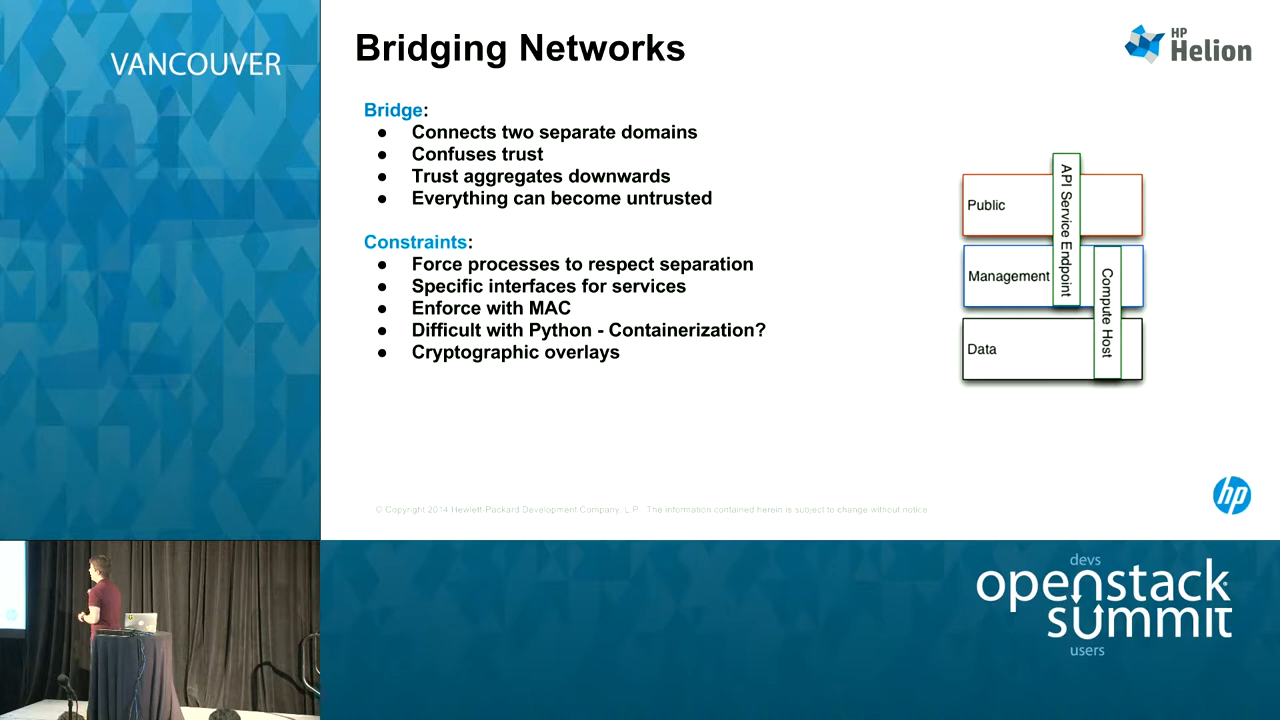 VANCOUVER
Bridging Networks
HP
Helion
Bridge:
● Connects two separate domains
● Confuses trust
● Trust aggregates downwards
● Everything can become untrusted
Constraints:
● Force processes to respect separation
● Specific interfaces for services
● Enforce with MAC
● Difficult with Python - Containerization?
● Cryptographic overlays
Public
Management
Data
API Service Endpoint
Compute Host
© Copyright 2014 Hewlett-Packard Development Company, L.P. The information contained herein is subject to change without notice
hp
devs
openstack
summit
users